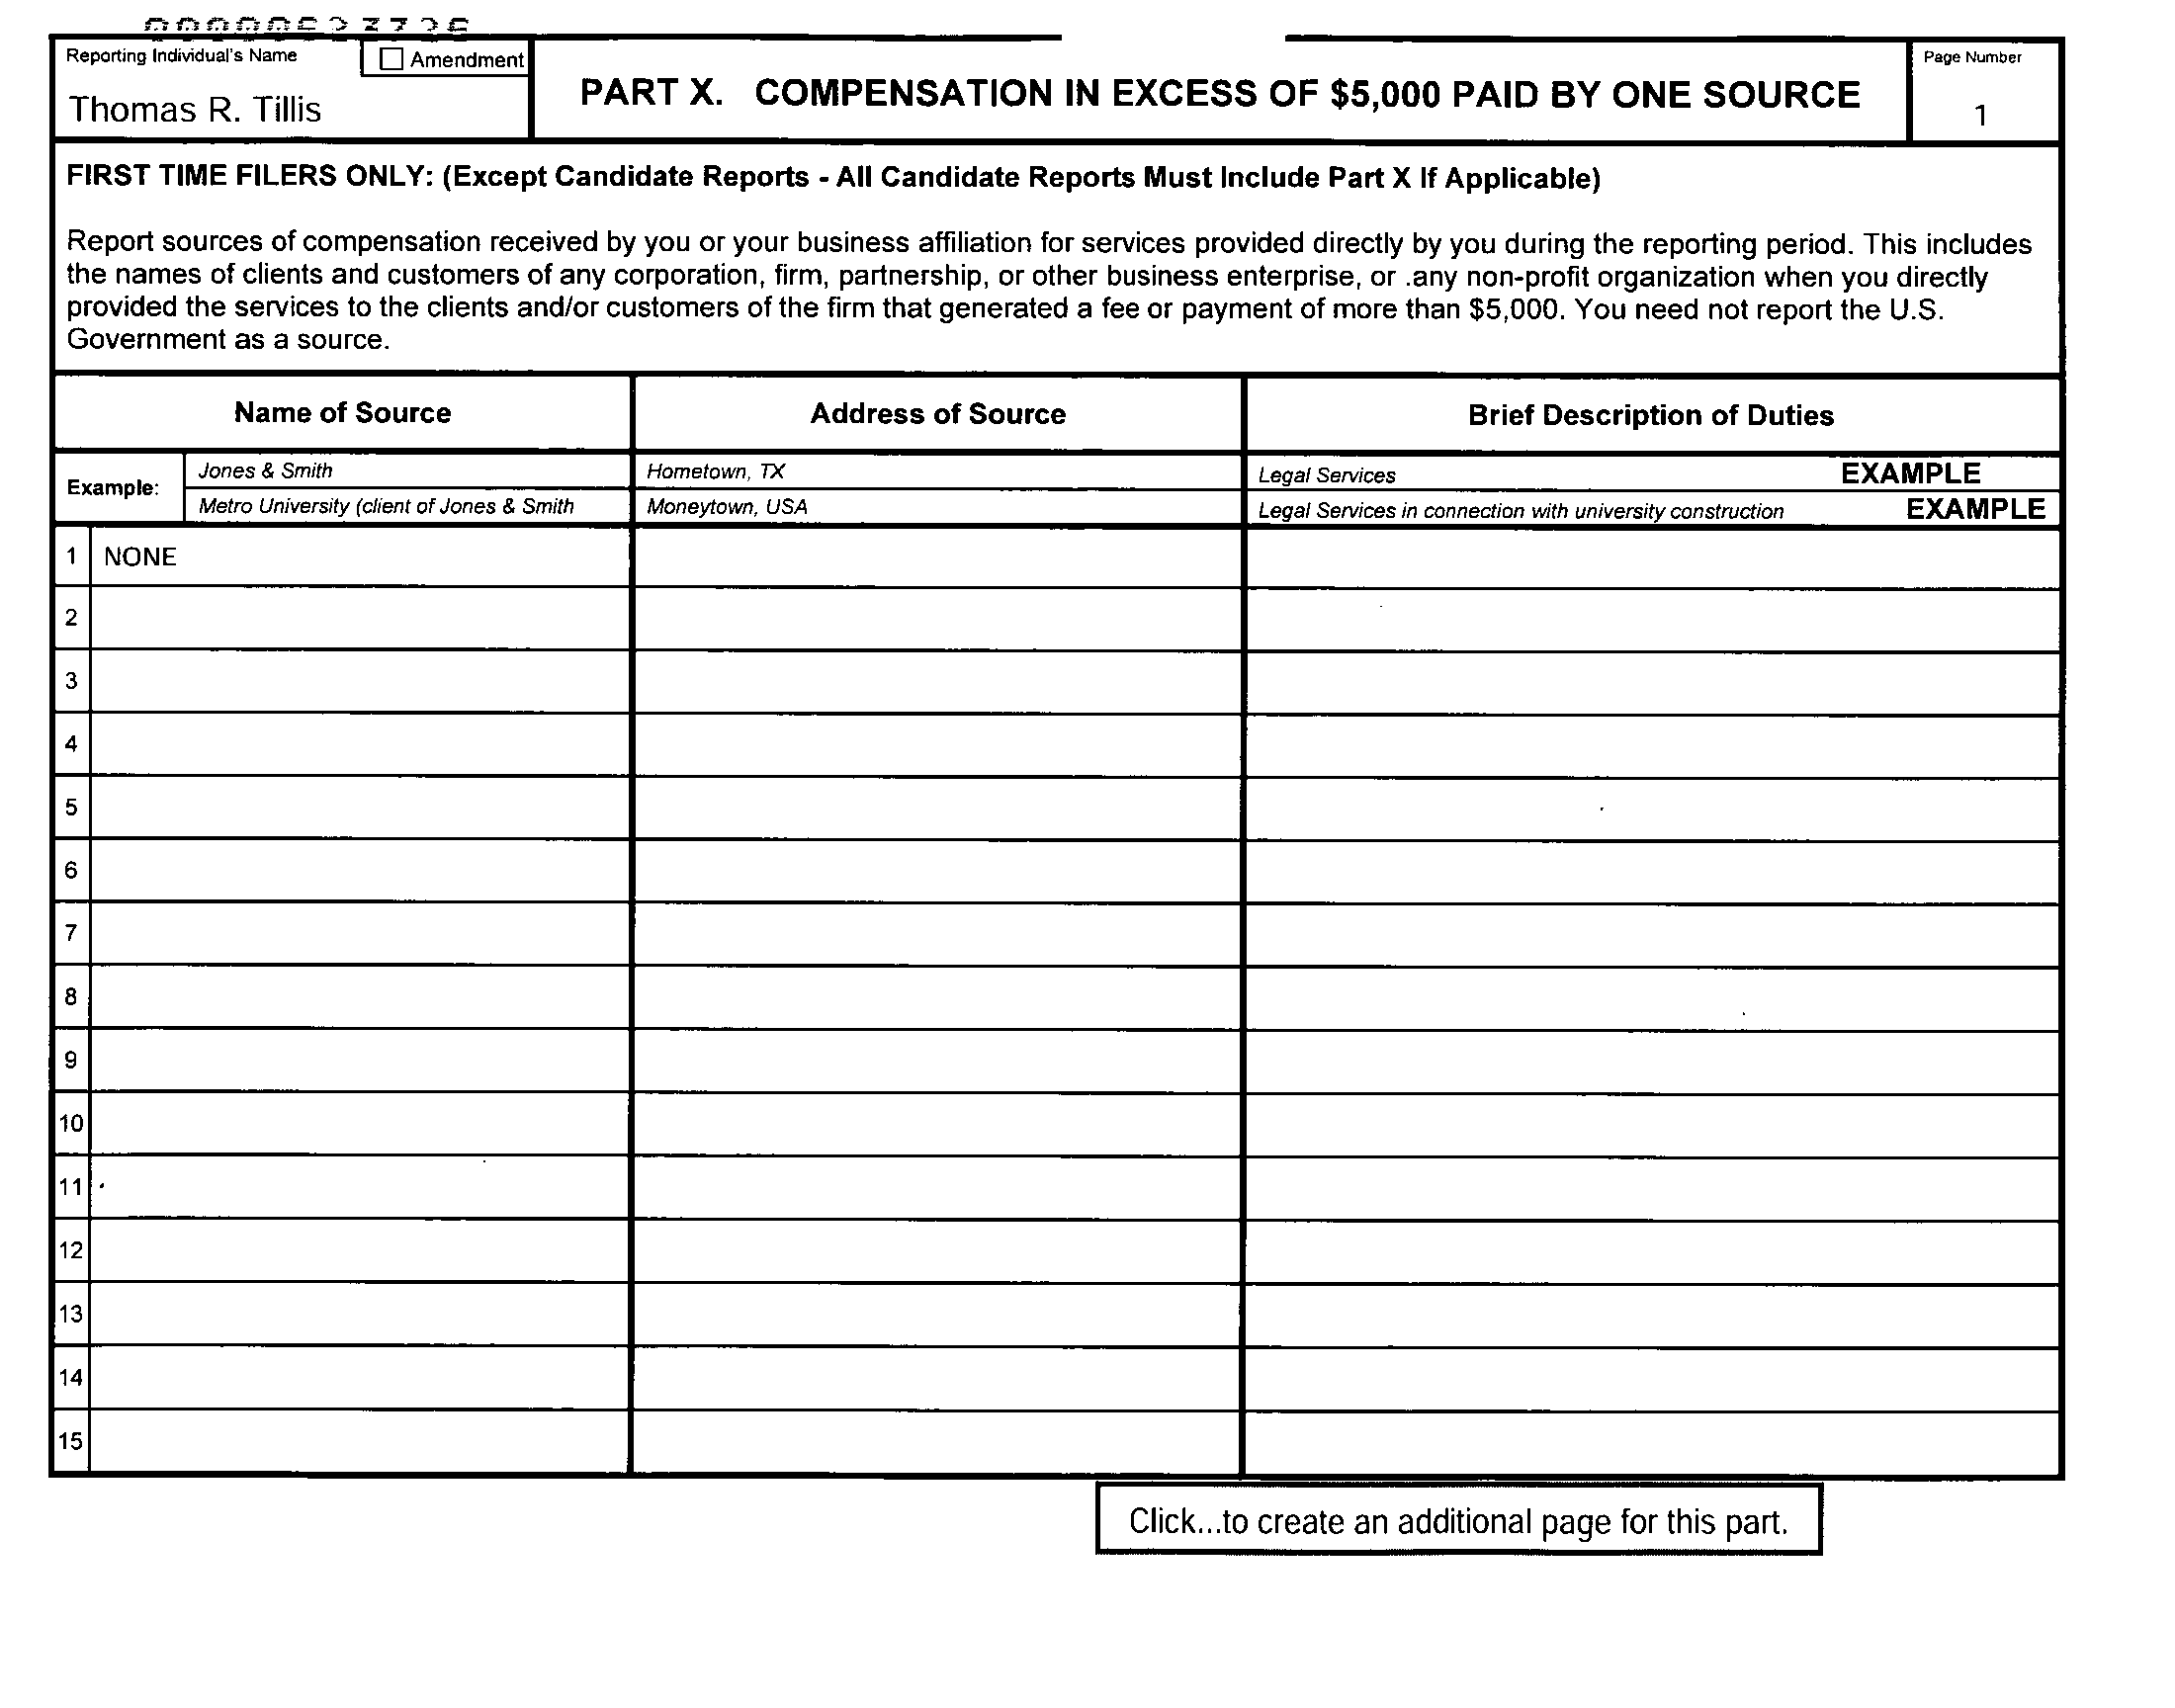 Reporting Individual's Name
Amendment
Thomas R. Tillis
PART X. COMPENSATION IN EXCESS OF $5,000 PAID BY ONE SOURCE
Page Number
1
FIRST TIME FILERS ONLY: (Except Candidate Reports - All Candidate Reports Must Include Part X If Applicable)
Report sources of compensation received by you or your business affiliation for services provided directly by you during the reporting period. This includes
the names of clients and customers of any corporation, firm, partnership, or other business enterprise, or .any non-profit organization when you directly
provided the services to the clients and/or customers of the firm that generated a fee or payment of more than $5,000. You need not report the U.S.
Government as a source.
Name of Source Address of Source Brief Description of Duties
Example:
Jones & Smith Hometown, TX Legal Services EXAMPLE
Metro University (client of Jones & Smith Moneytown, USA Legal Services in connection with university construction EXAMPLE
1 NONE
2
3
4
5
6
7
8
9
10
11
12
13
14
15
Click...to create an additional page for this part.